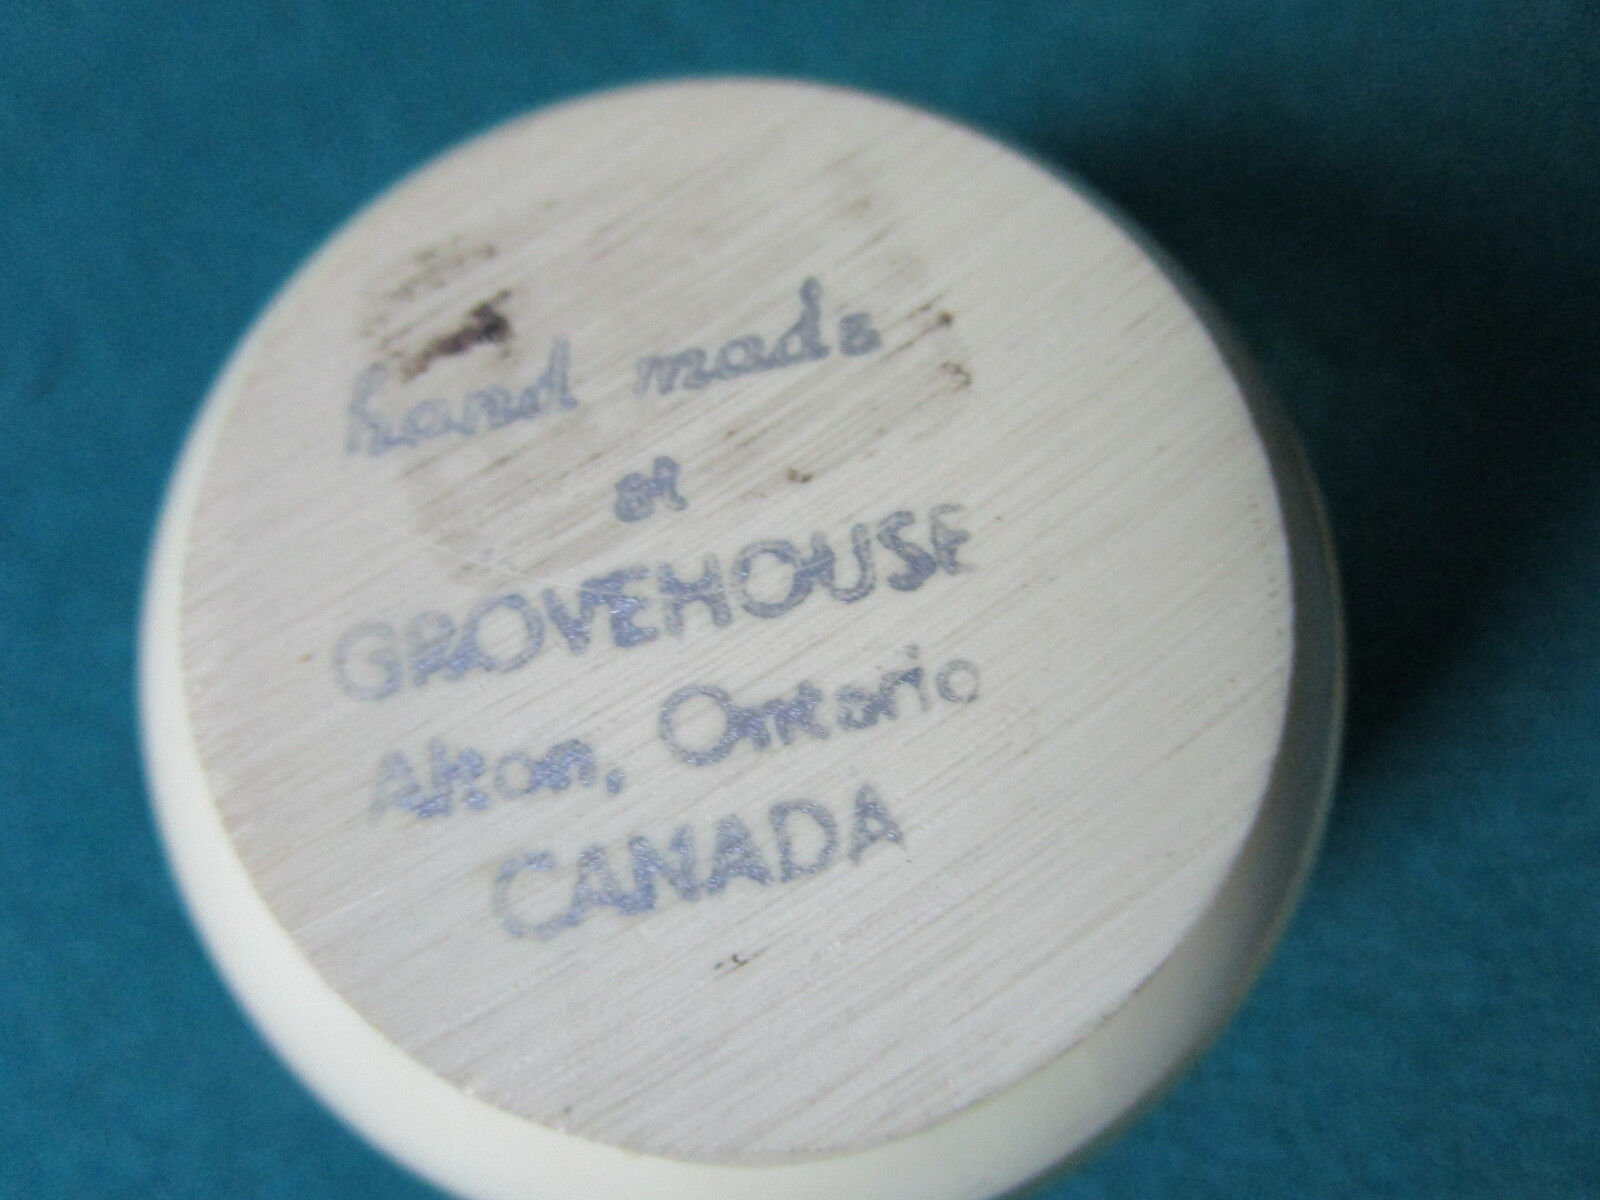 Hand made
at
GROVEHOUSE
Alton, Ontario
CANADA